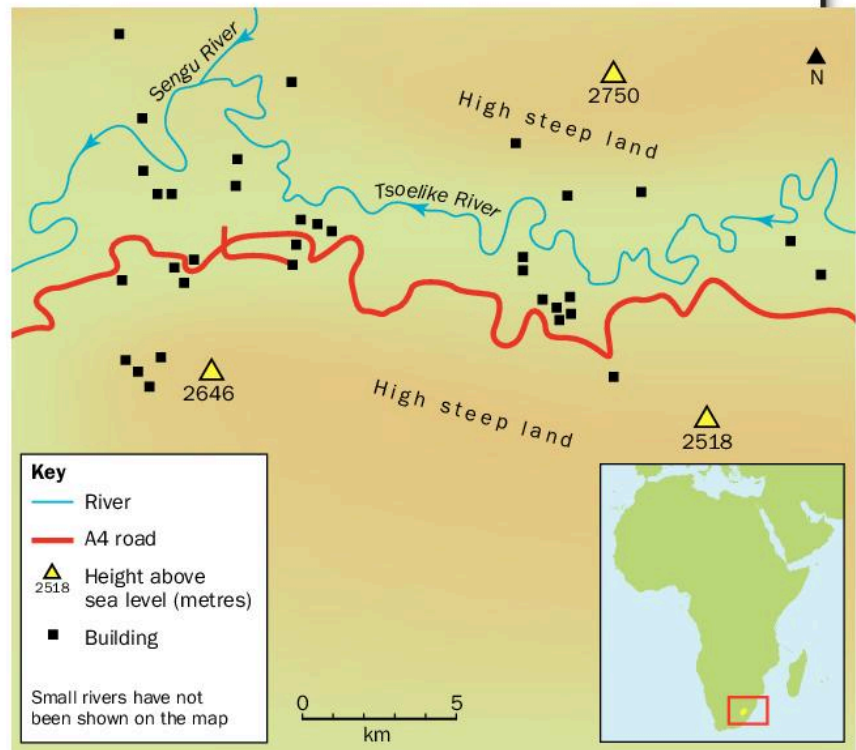 Sengu River
2750
N
High steep land
Tsoelike River
2646
High steep land
2518
Key
River
A4 road
2518
Height above
sea level (metres)
Building
Small rivers have not
been shown on the map
0 5
km